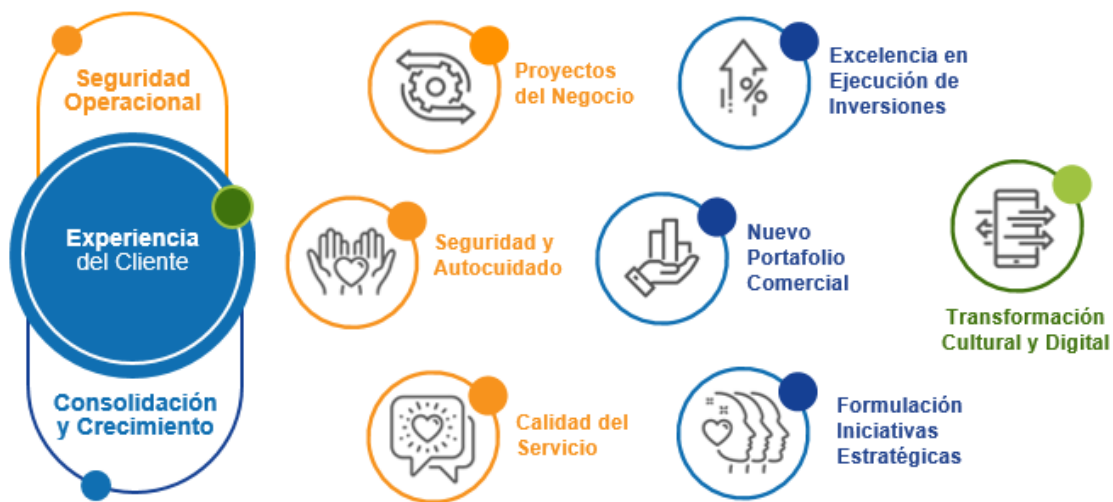 Seguridad
Operacional
Experiencia
del Cliente
Consolidación
y Crecimiento
Proyectos
del Negocio
Seguridad y
Autocuidado
Calidad del
Servicio
Excelencia en
Ejecución de
Inversiones
%
Nuevo
Portafolio
Comercial
Formulación
Iniciativas
Estratégicas
Transformación
Cultural y Digital